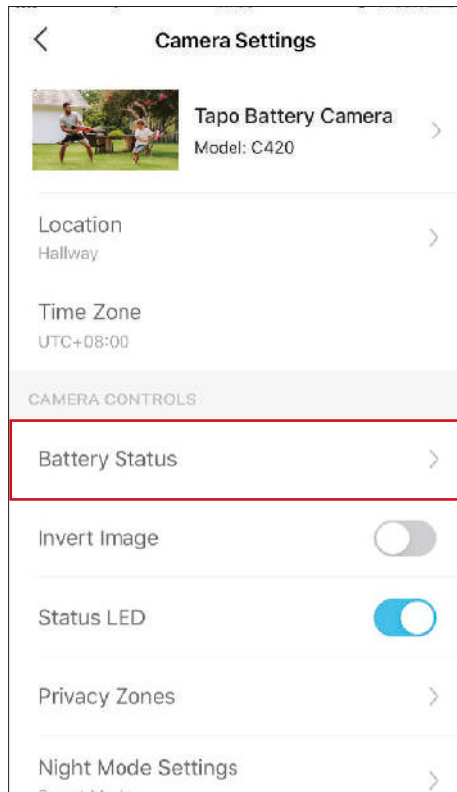 Camera Settings
Tapo Battery Camera
Model: C420
Location
Hallway
Time Zone
UTC+08:00
CAMERA CONTROLS
Battery Status
Invert Image
Status LED
Privacy Zones
Night Mode Settings